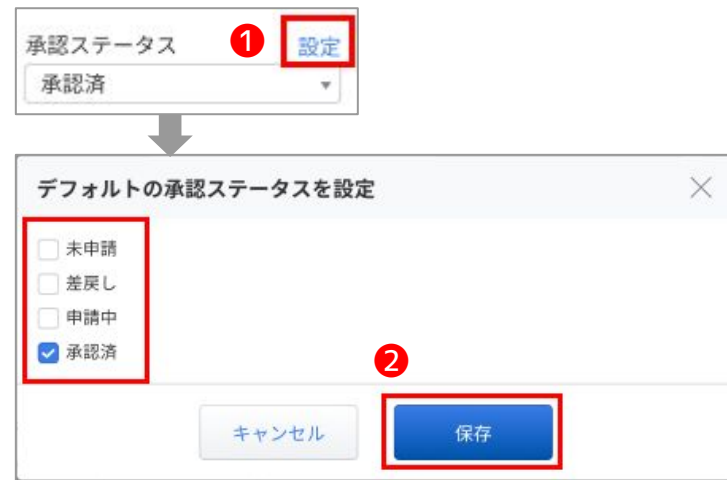 承認ステータス ❶ 設定
承認済
デフォルトの承認ステータスを設定
未申請
差戻し
申請中
承認済
❷
キャンセル 保存